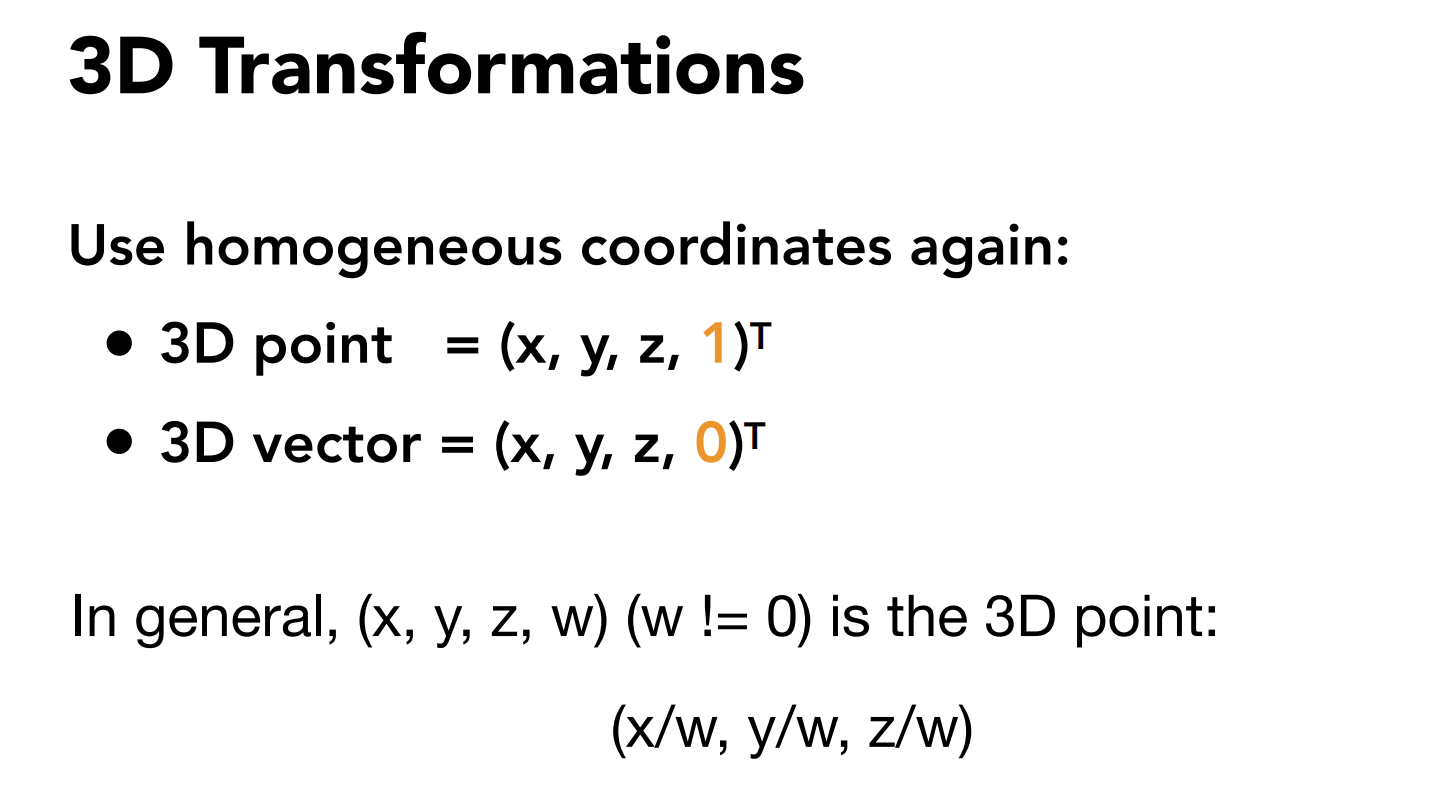 3D Transformations
Use homogeneous coordinates again:
• 3D point = (x, y, z, 1)ᵀ
• 3D vector = (x, y, z, 0)ᵀ
In general, (x, y, z, w) (w != 0) is the 3D point:
(x/w, y/w, z/w)